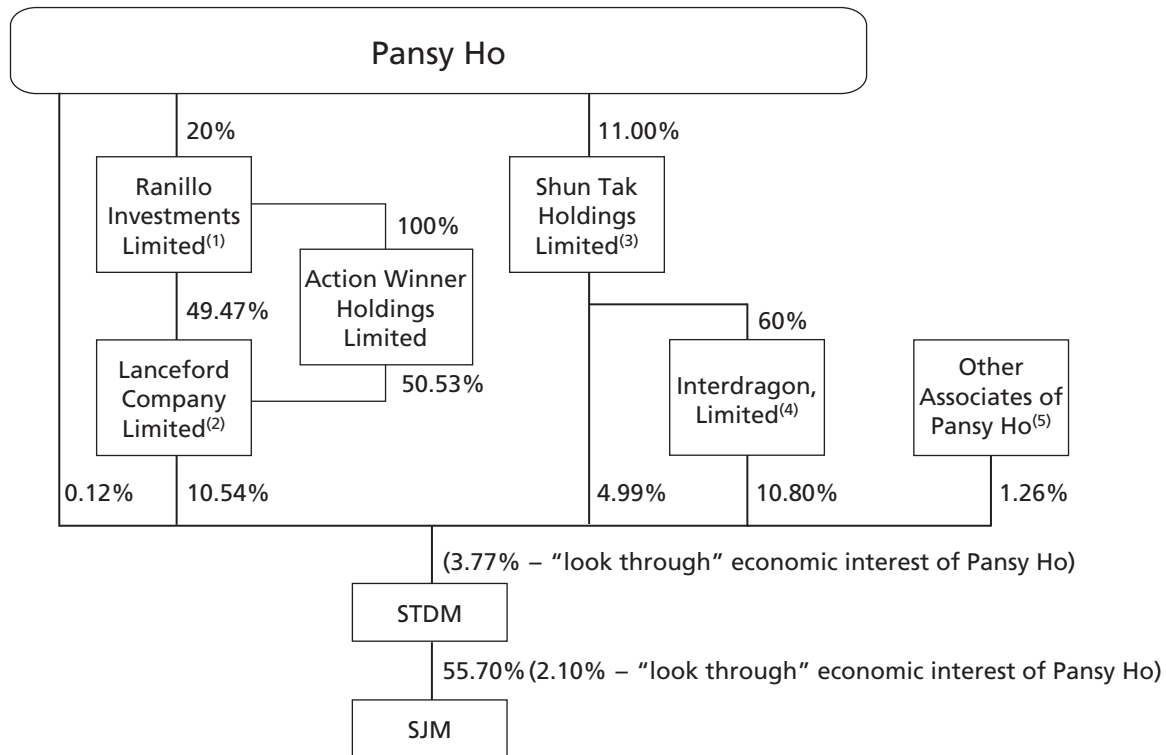 Pansy Ho
20%
11.00%
Ranillo
Investments
Limited(1)
Shun Tak
Holdings
Limited(3)
100%
Action Winner
Holdings
Limited
49.47%
60%
Lanceford
Company
Limited(2)
50.53%
Interdragon,
Limited(4)
Other
Associates of
Pansy Ho(5)
0.12%
10.54%
4.99%
10.80%
1.26%
(3.77% – “look through” economic interest of Pansy Ho)
STDM
55.70% (2.10% – “look through” economic interest of Pansy Ho)
SJM